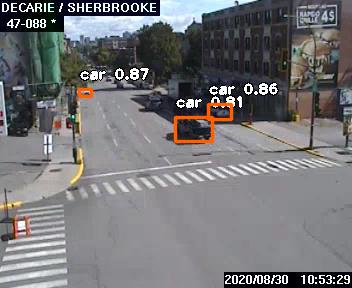 DECARIE / SHERBROOKE
47-088 *
car 0.87
car 0.86
car 0.81
4$
2020/08/30 10:53:29